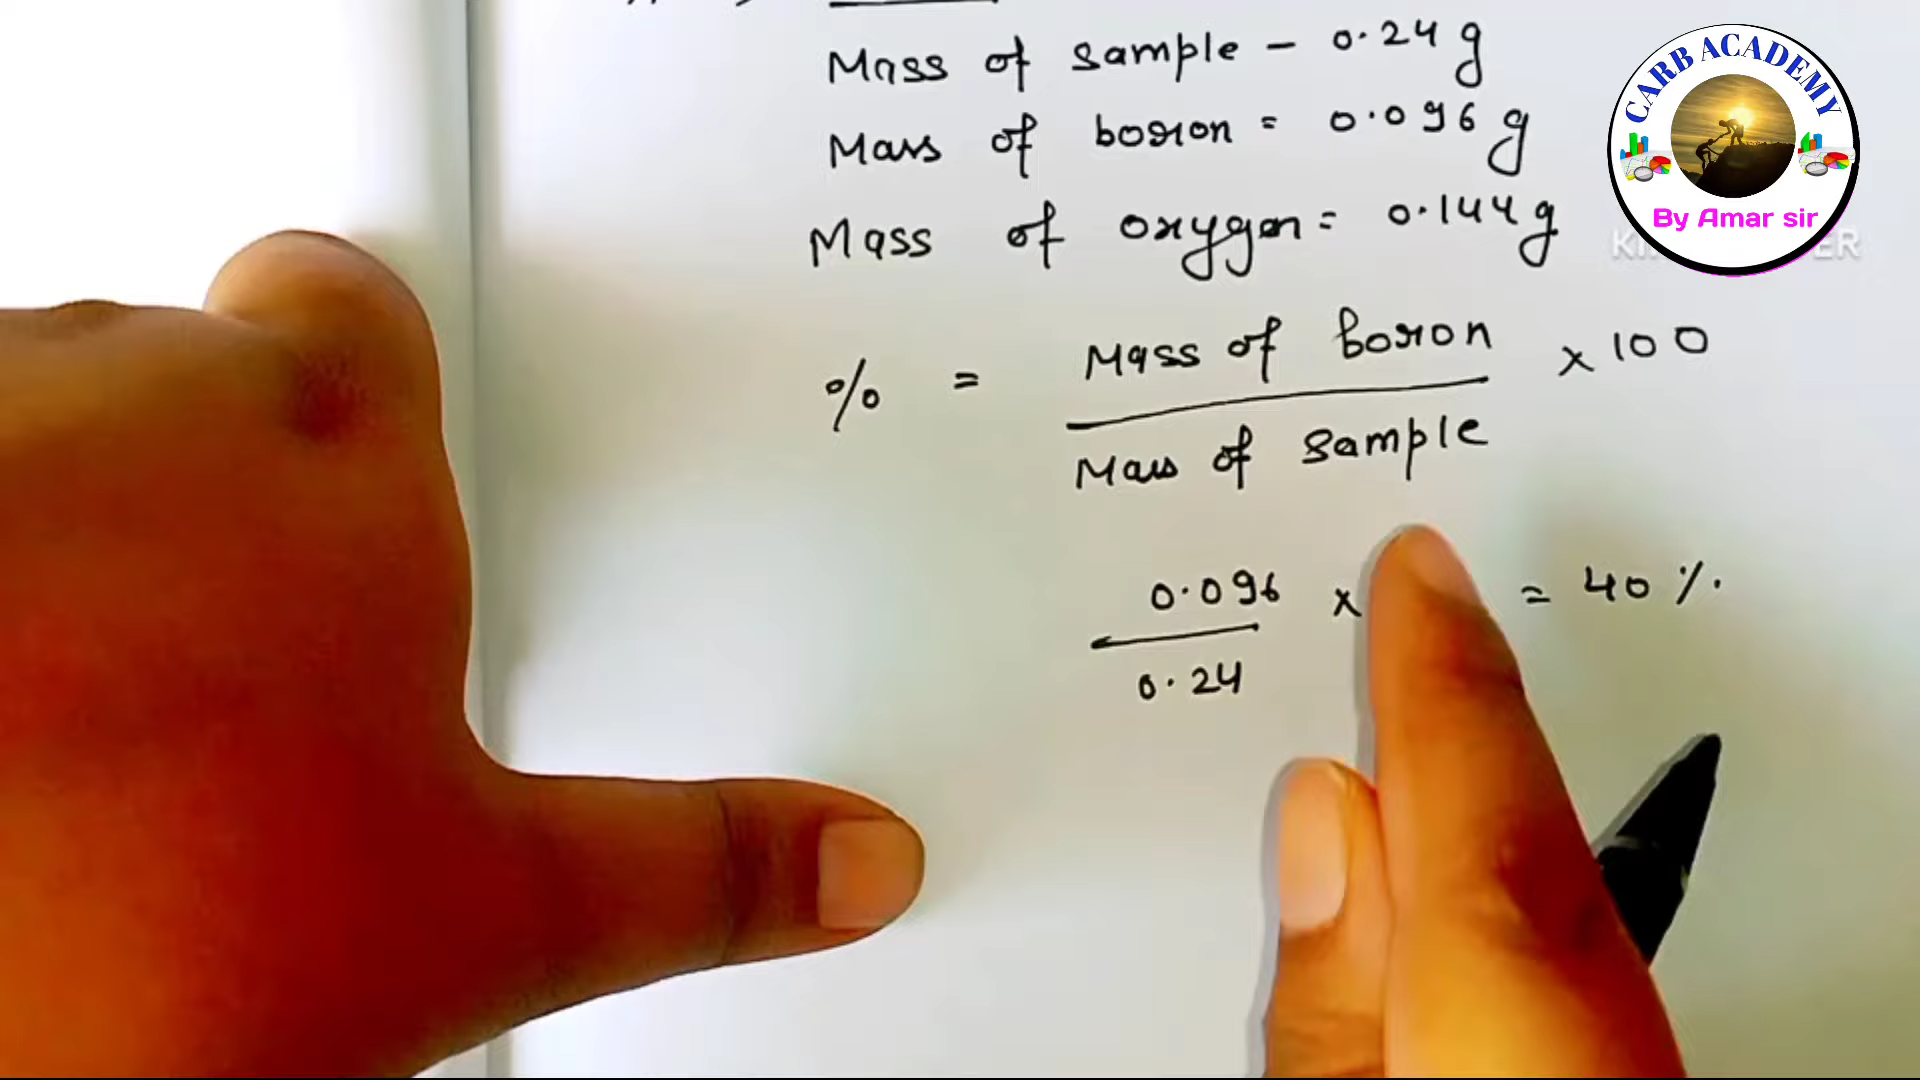 Mass of sample - 0.24 g
Mass of boron = 0.096 g
Mass of oxygen = 0.144 g
% = Mass of boron × 100
Mass of sample
0.096 × = 40 %
0.24
CARB ACADEMY
By Amar sir